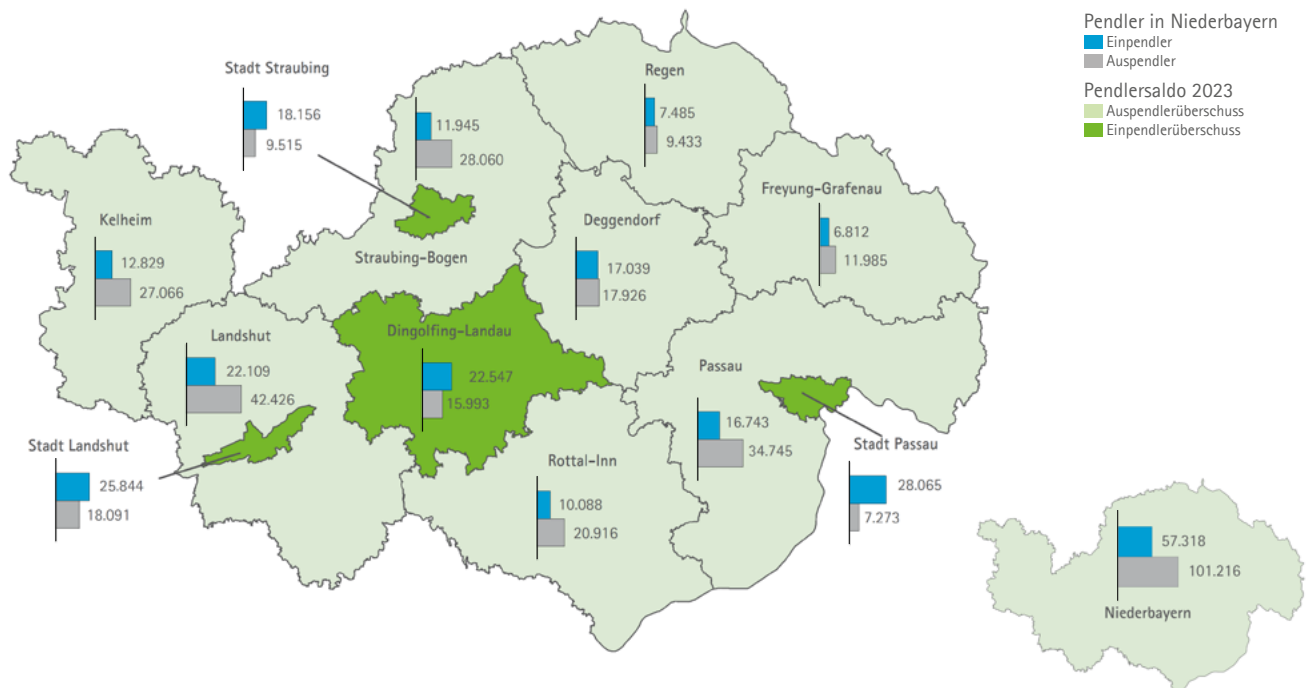 Pendler in Niederbayern
Einpendler
Auspendler
Pendlersaldo 2023
Auspendlerüberschuss
Einpendlerüberschuss
Stadt Straubing
18.156
9.515
11.945
28.060
Straubing-Bogen
Regen
7.485
9.433
Kelheim
12.829
27.066
Deggendorf
17.039
17.926
Freyung-Grafenau
6.812
11.985
Landshut
22.109
42.426
Dingolfing-Landau
22.547
15.993
Passau
16.743
34.745
Stadt Landshut
25.844
18.091
Rottal-Inn
10.088
20.916
Stadt Passau
28.065
7.273
57.318
101.216
Niederbayern